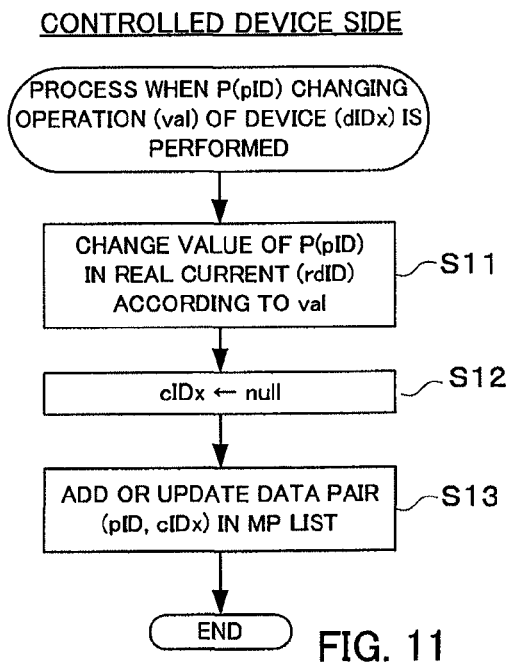 CONTROLLED DEVICE SIDE
PROCESS WHEN P(pID) CHANGING
OPERATION (val) OF DEVICE (dIDx) IS
PERFORMED
CHANGE VALUE OF P(pID)
IN REAL CURRENT (rdID)
ACCORDING TO val
S11
cIDx ← null
S12
ADD OR UPDATE DATA PAIR
(pID, cIDx) IN MP LIST
S13
END
FIG. 11